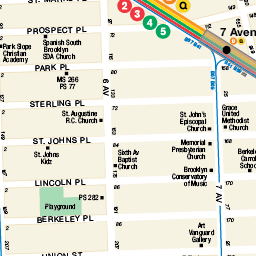 ST. MARKS PL
2 3 4 5
Q
7 Aven
B Q
PROSPECT PL
Park Slope
Christian
Academy
Spanish South
Brooklyn
SDA Church
PARK PL
MS 266
PS 77
6 AV
STERLING PL
St. Augustine
R.C. Church
St John's
Episcopal
Church
Grace
United
Methodist
Church
ST. JOHNS PL
St. Johns
Kidz
Sixth Av
Baptist
Church
Memorial
Presbyterian
Church
Brooklyn
Conservatory
of Music
Berkele
Carroll
School
LINCOLN PL
PS 282
Playground
7 AV
BERKELEY PL
Art
Vanguard
Gallery
UNION ST